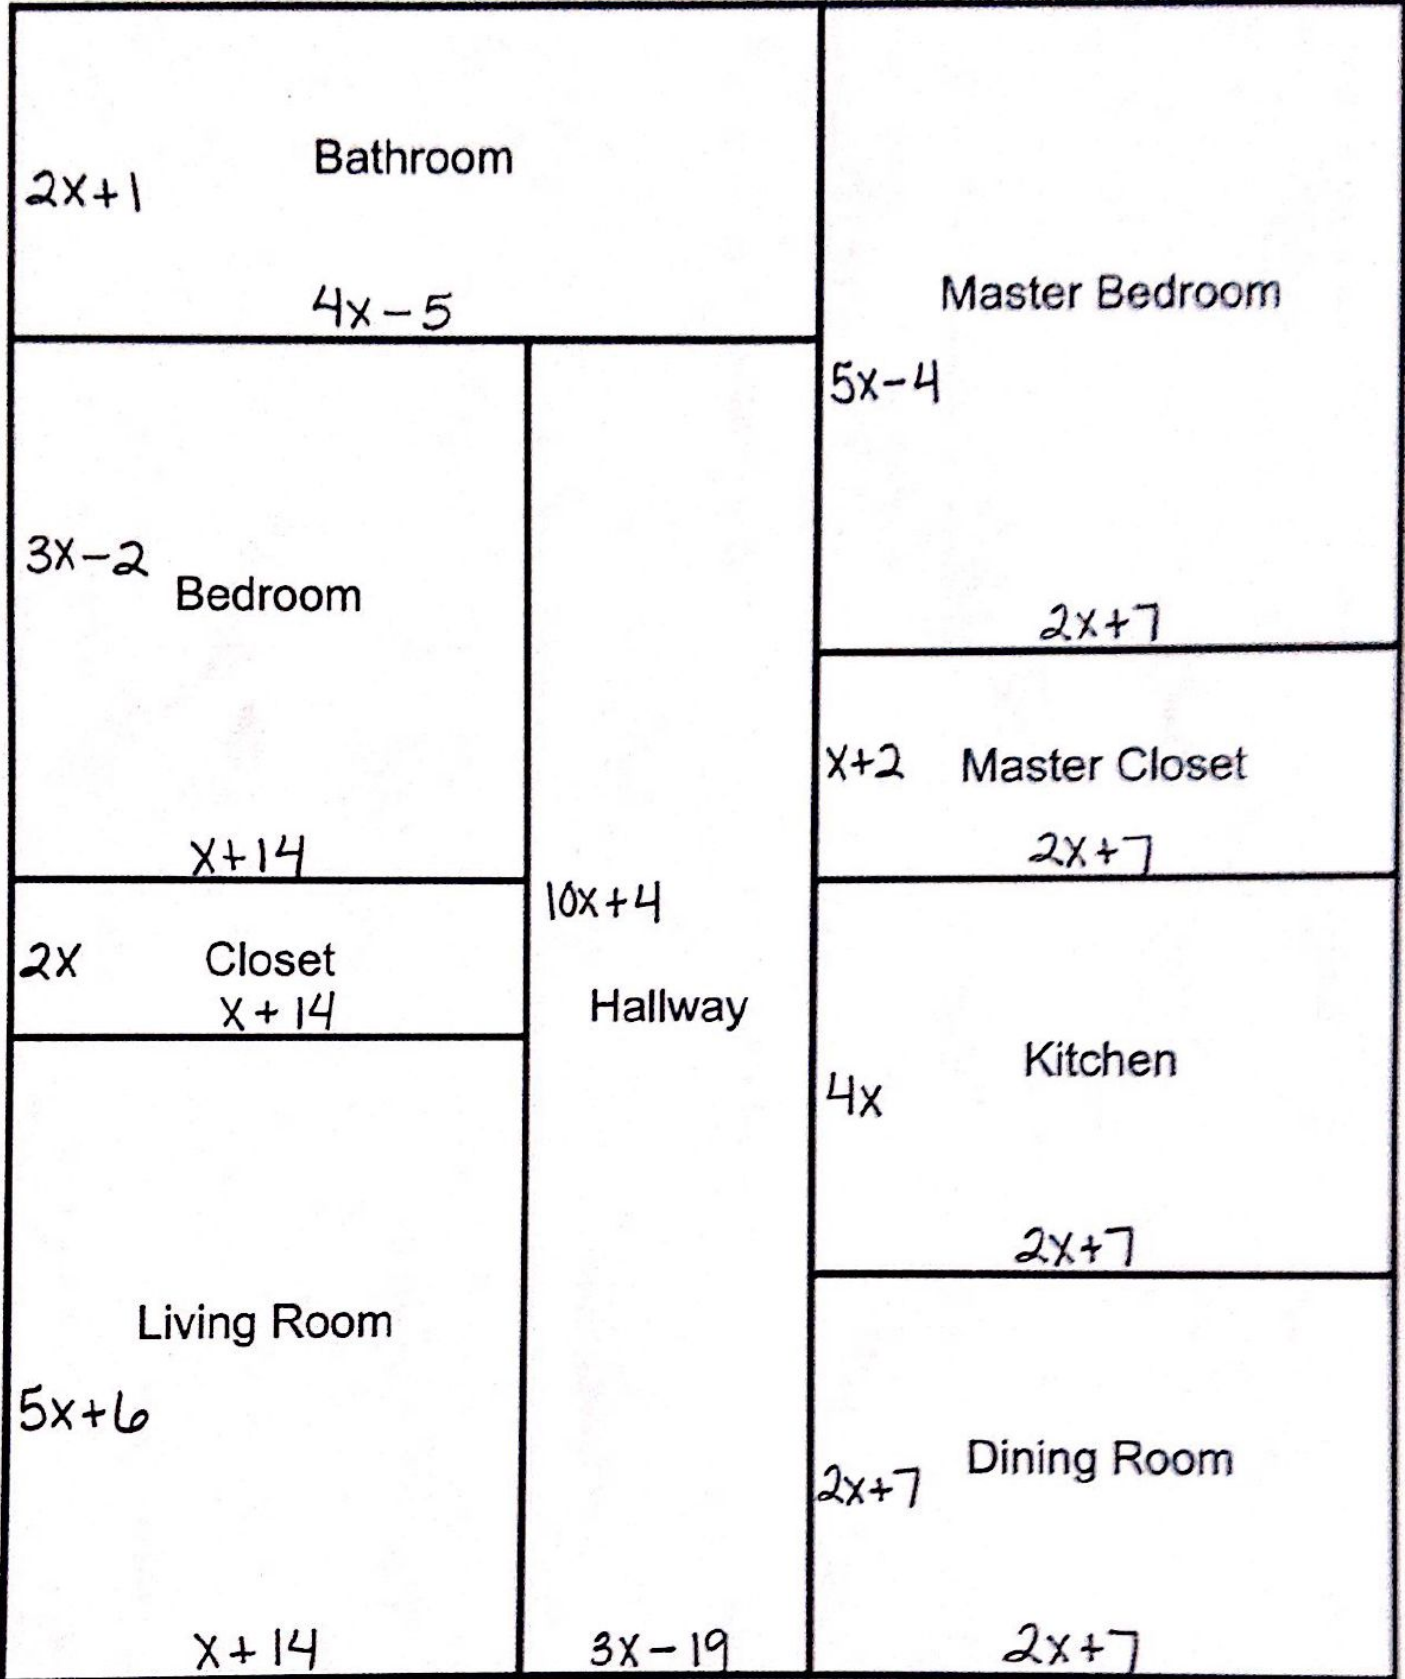 Bathroom
2x+1
4x-5
Master Bedroom
5x-4
2x+7
3x-2
Bedroom
x+14
x+2 Master Closet
2x+7
2x Closet
x+14
10x+4
Hallway
3x-19
Kitchen
4x
2x+7
Living Room
5x+6
x+14
Dining Room
2x+7
2x+7